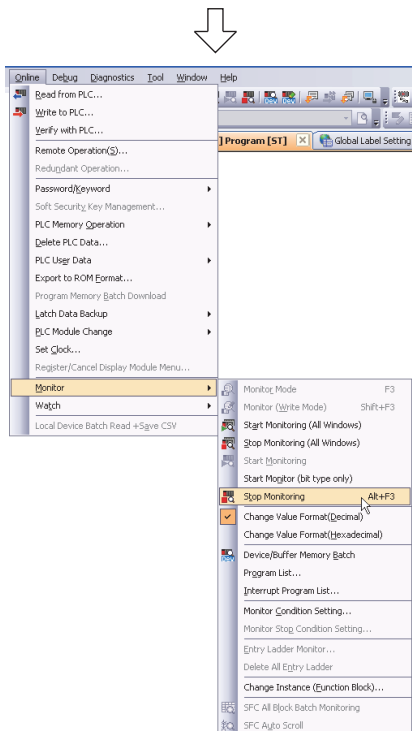 Online Debug Diagnostics Tool Window Help
Read from PLC...
Write to PLC...
Verify with PLC...
Remote Operation(S)...
Redundant Operation...
Password/Keyword
Soft Security Key Management...
PLC Memory Operation
Delete PLC Data...
PLC User Data
Export to ROM Format...
Program Memory Batch Download
Latch Data Backup
PLC Module Change
Set Clock...
Register/Cancel Display Module Menu...
Monitor
Watch
Local Device Batch Read +Save CSV
] Program [ST] Global Label Setting
Monitor Mode F3
Monitor (Write Mode) Shift+F3
Start Monitoring (All Windows)
Stop Monitoring (All Windows)
Start Monitoring
Start Monitor (bit type only)
Stop Monitoring Alt+F3
Change Value Format(Decimal)
Change Value Format(Hexadecimal)
Device/Buffer Memory Batch
Program List...
Interrupt Program List...
Monitor Condition Setting...
Monitor Stop Condition Setting...
Entry Ladder Monitor...
Delete All Entry Ladder
Change Instance (Function Block)...
SFC All Block Batch Monitoring
SFC Auto Scroll